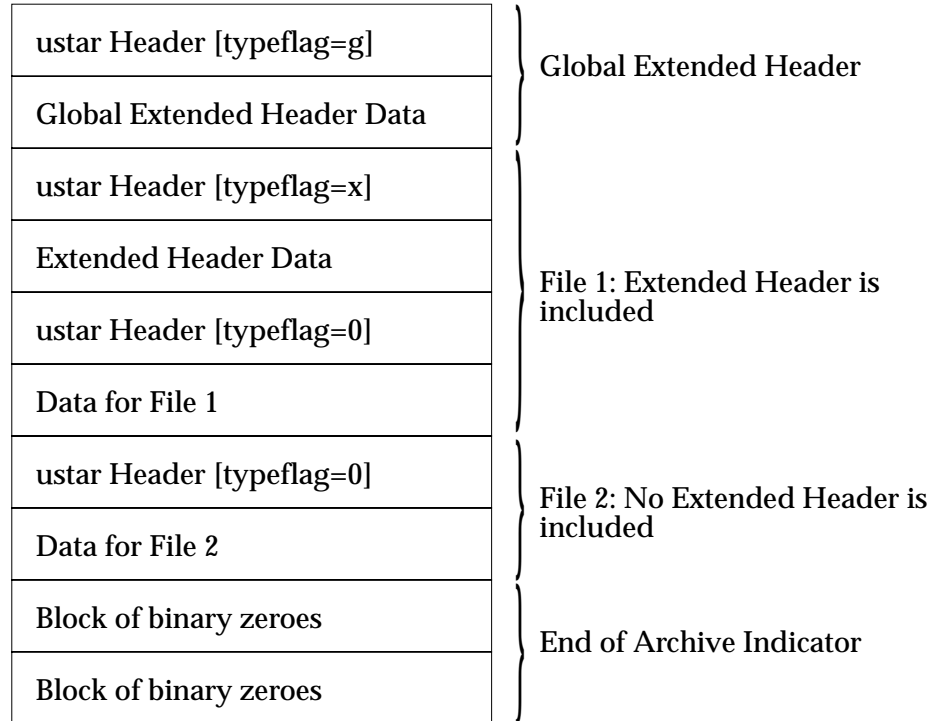 ustar Header [typeflag=g]
Global Extended Header Data
Global Extended Header
ustar Header [typeflag=x]
Extended Header Data
ustar Header [typeflag=0]
Data for File 1
File 1: Extended Header is
included
ustar Header [typeflag=0]
Data for File 2
File 2: No Extended Header is
included
Block of binary zeroes
Block of binary zeroes
End of Archive Indicator